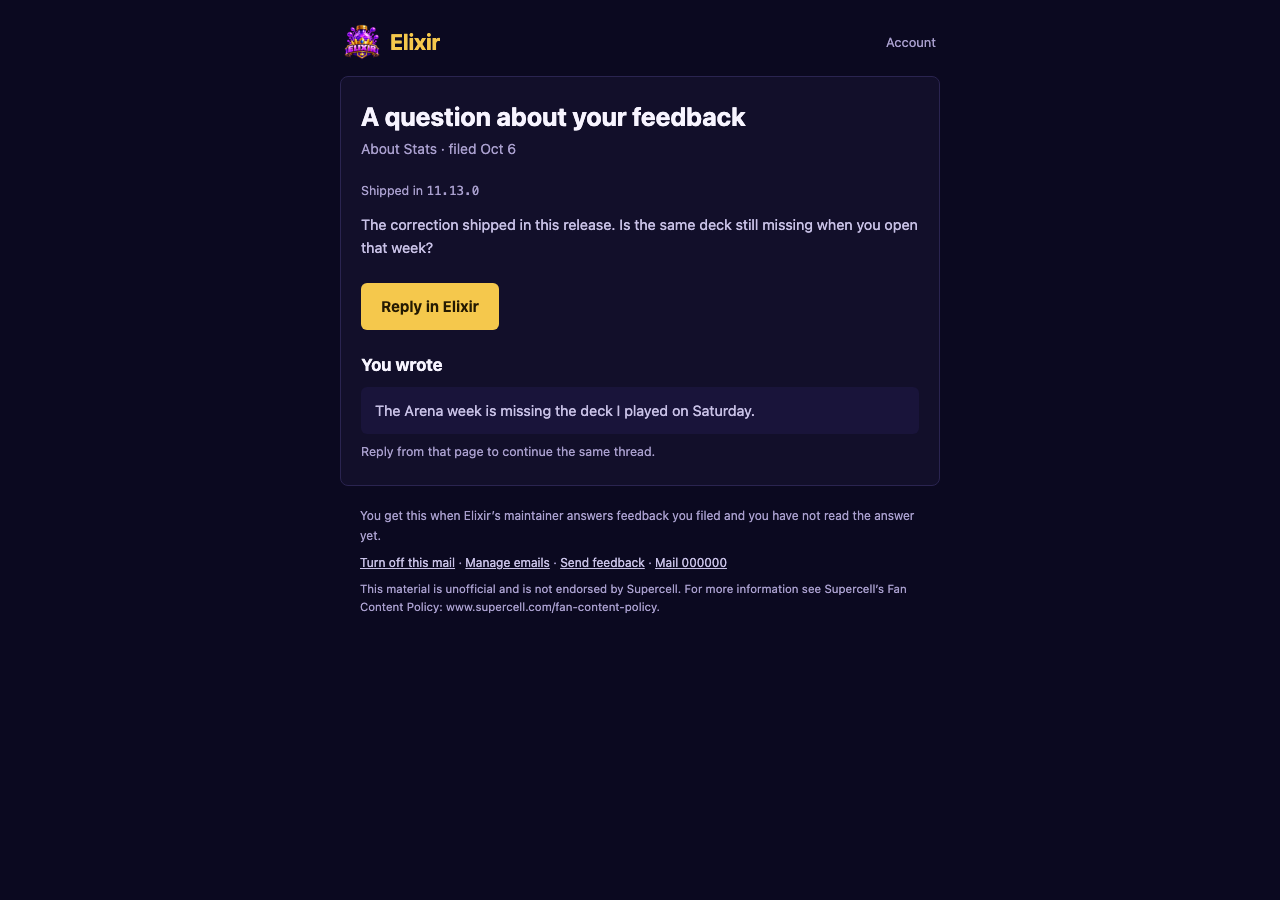 ELIXIR
Elixir
Account
A question about your feedback
About Stats · filed Oct 6
Shipped in 11.13.0
The correction shipped in this release. Is the same deck still missing when you open
that week?
Reply in Elixir
You wrote
The Arena week is missing the deck I played on Saturday.
Reply from that page to continue the same thread.
You get this when Elixir’s maintainer answers feedback you filed and you have not read the answer
yet.
Turn off this mail · Manage emails · Send feedback · Mail 000000
This material is unofficial and is not endorsed by Supercell. For more information see Supercell’s Fan
Content Policy: www.supercell.com/fan-content-policy.